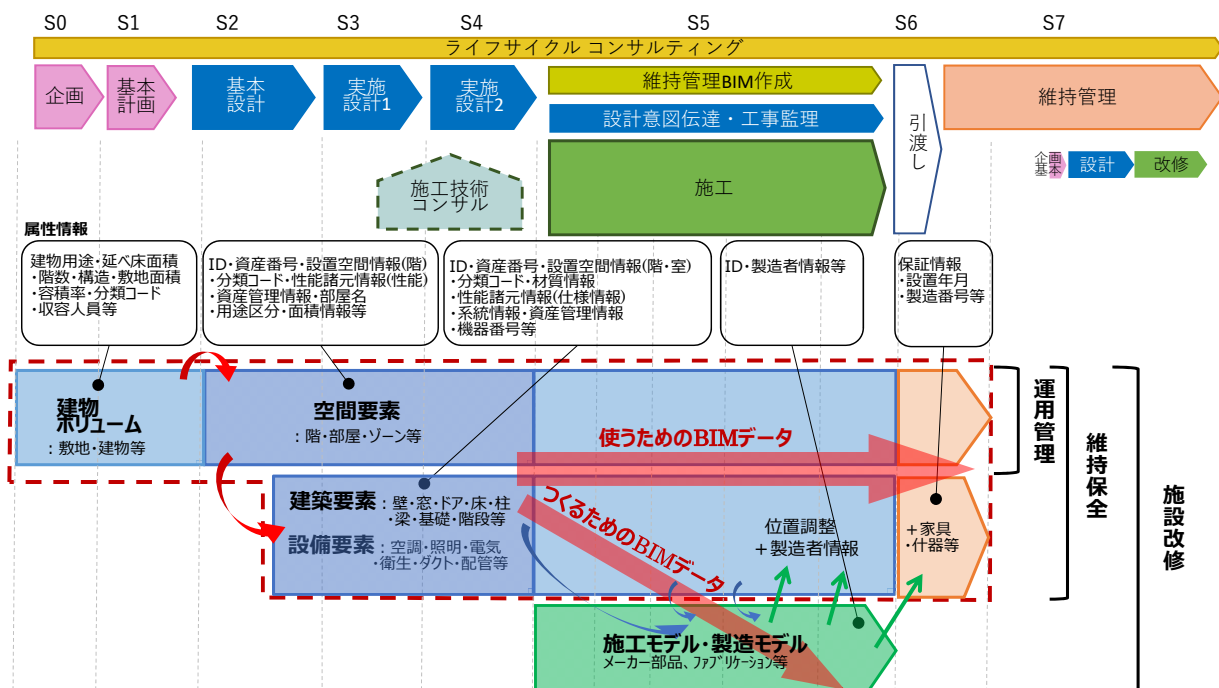 S0
S1
S2
S3
S4
S5
S6
S7
ライフサイクル コンサルティング
企画
基本
計画
基本
設計
実施
設計1
実施
設計2
維持管理BIM作成
設計意図伝達・工事監理
引渡し
維持管理
施工技術
コンサル
施工
企画
基本
設計
改修
属性情報
建物用途・延べ床面積
・階数・構造・敷地面積
・容積率・分類コード
・収容人員等
ID・資産番号・設置空間情報(階)
・分類コード・性能諸元情報(性能)
・資産管理情報・部屋名
・用途区分・面積情報等
ID・資産番号・設置空間情報(階・室)
・分類コード・材質情報
・性能諸元情報(仕様情報)
・系統情報・資産管理情報
・機器番号等
ID・製造者情報等
保証情報
・設置年月
・製造番号等
建物
ボリューム
：敷地・建物等
空間要素
：階・部屋・ゾーン等
使うためのBIMデータ
建築要素：壁・窓・ドア・床・柱
・梁・基礎・階段等
設備要素：空調・照明・電気
・衛生・ダクト・配管等
つくるためのBIMデータ
位置調整
＋製造者情報
＋家具
・什器等
施工モデル・製造モデル
メーカー部品、ファブリケーション等
運用管理
維持保全
施設改修